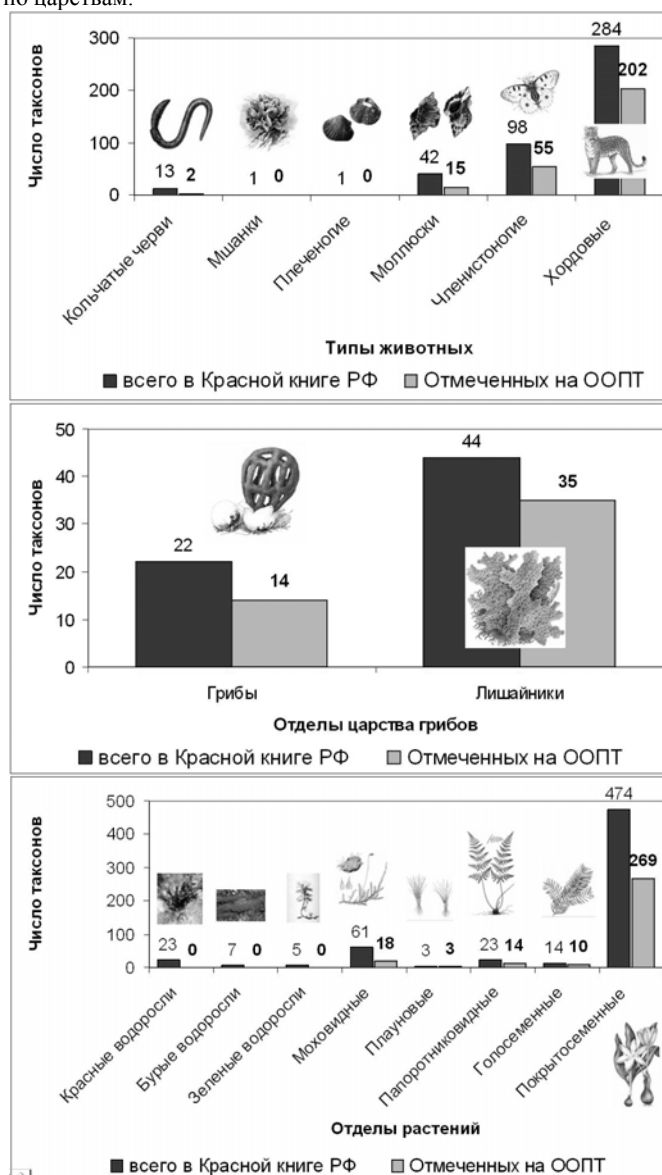 по царствам.
300
200
100
0
Число таксонов
13 2
1 0
1 0
42 15
98 55
284 202
Кольчатые черви
Мшанки
Плеченогие
Моллюски
Членистоногие
Хордовые
Типы животных
всего в Красной книге РФ Отмеченных на ООПТ
50
40
30
20
10
0
Число таксонов
22 14
44 35
Грибы Лишайники
Отделы царства грибов
всего в Красной книге РФ Отмеченных на ООПТ
500
400
300
200
100
0
Число таксонов
23 0
7 0
5 0
61 18
3 3
23 14
14 10
474 269
Красные водоросли
Бурые водоросли
Зеленые водоросли
Моховидные
Плауновые
Папоротниковидные
Голосеменные
Покрытосеменные
Отделы растений
всего в Красной книге РФ Отмеченных на ООПТ